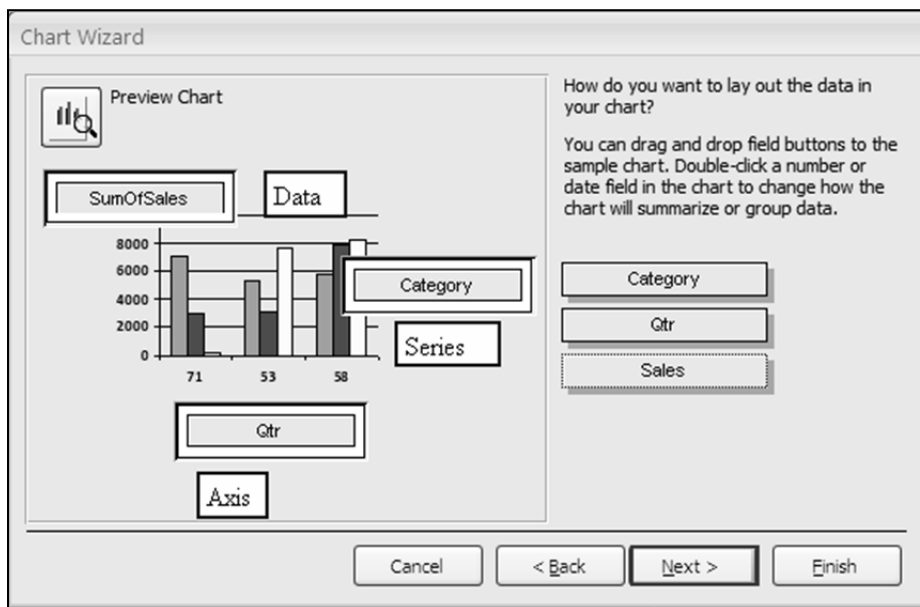 Chart Wizard
Preview Chart
SumOfSales
Data
8000
6000
4000
2000
0
71 53 58
Category
Series
Qtr
Axis
How do you want to lay out the data in
your chart?
You can drag and drop field buttons to the
sample chart. Double-click a number or
date field in the chart to change how the
chart will summarize or group data.
Category
Qtr
Sales
Cancel < Back Next > Finish